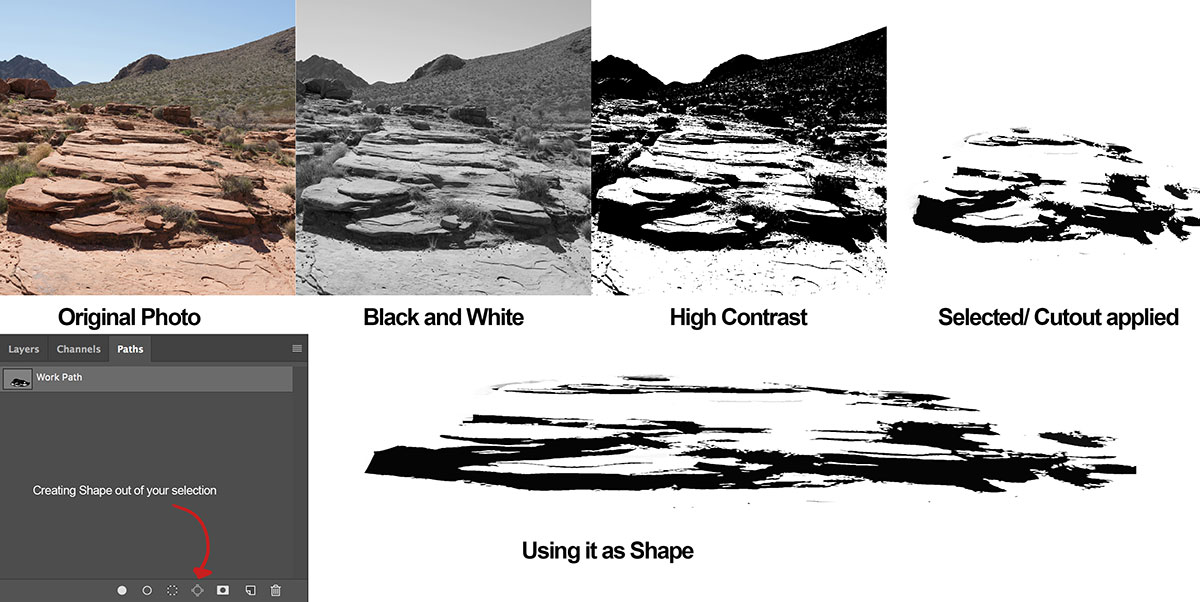 Original Photo
Black and White
High Contrast
Selected/ Cutout applied
Layers
Channels
Paths
Work Path
Creating Shape out of your selection
Using it as Shape